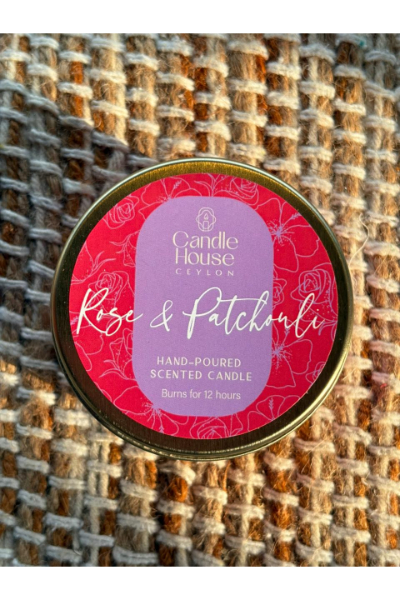 Candle
House
CEYLON
Rose & Patchouli
HAND-POURED
SCENTED CANDLE
Burns for 12 hours